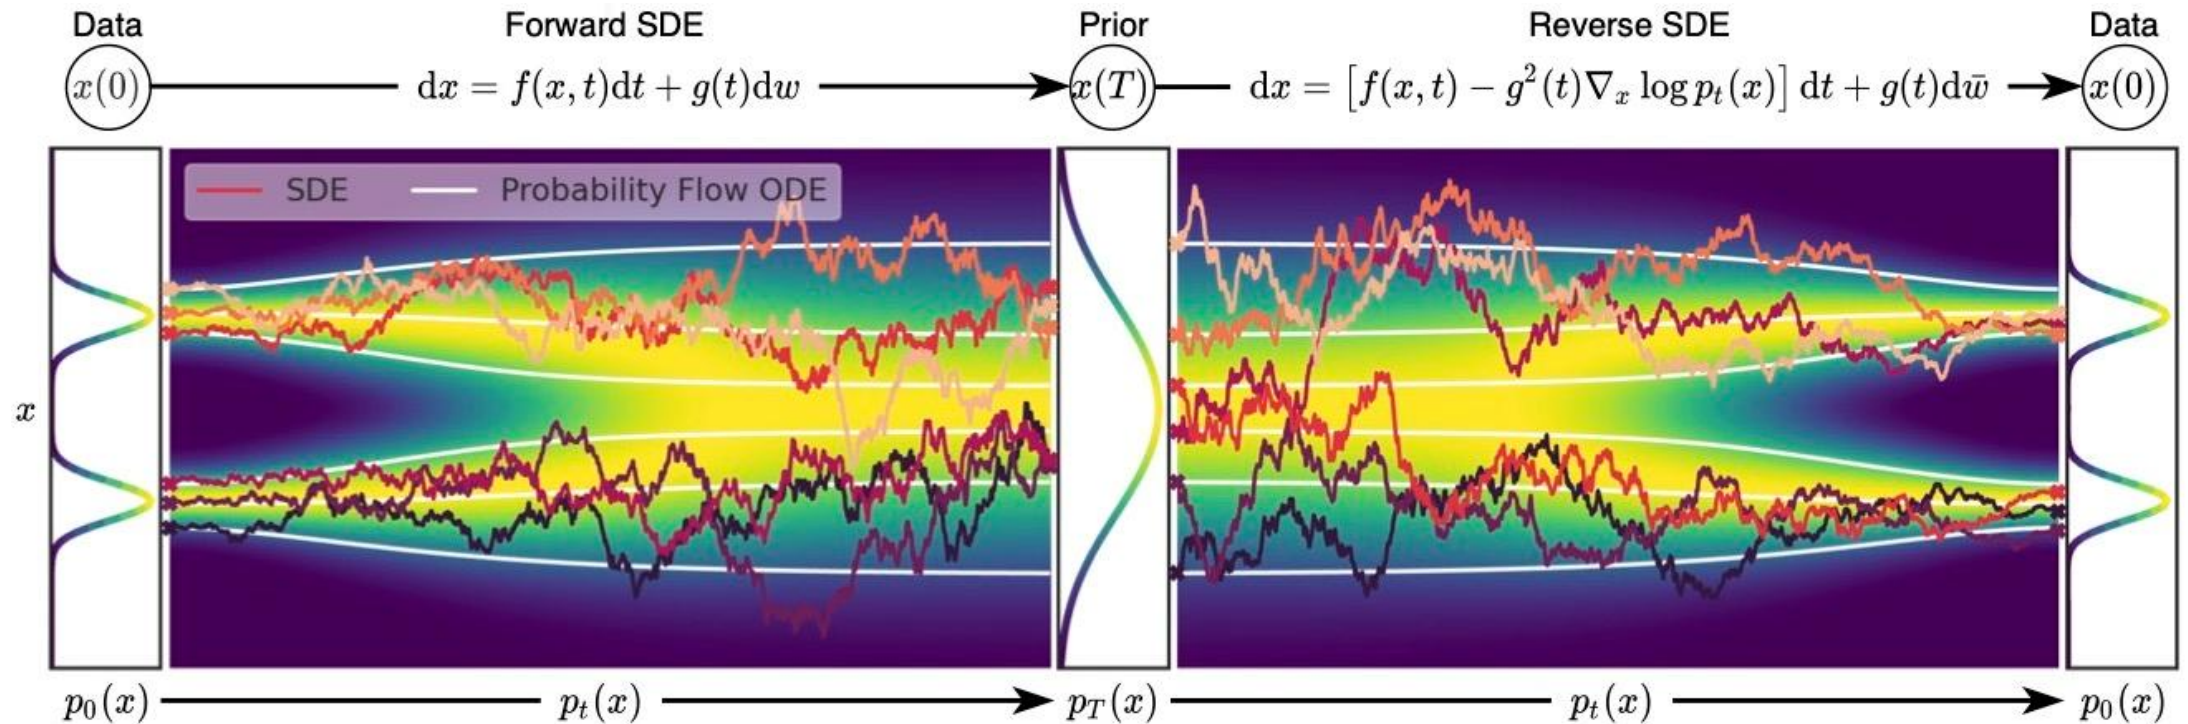 Data Forward SDE Prior Reverse SDE Data
x(0) dx = f(x, t)dt + g(t)dw x(T) dx = [f(x, t) − g²(t)∇ₓ log pₜ(x)] dt + g(t)dw̄ x(0)
SDE Probability Flow ODE
x
p₀(x) pₜ(x) p_T(x) pₜ(x) p₀(x)